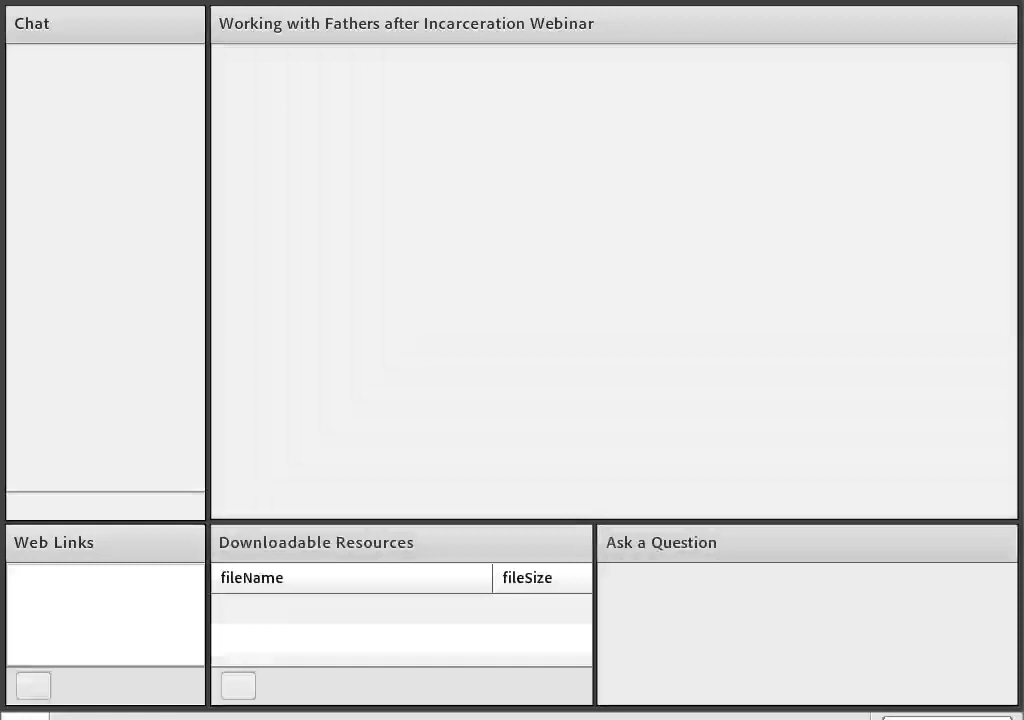 Chat
Working with Fathers after Incarceration Webinar
Web Links
Downloadable Resources
fileName
fileSize
Ask a Question